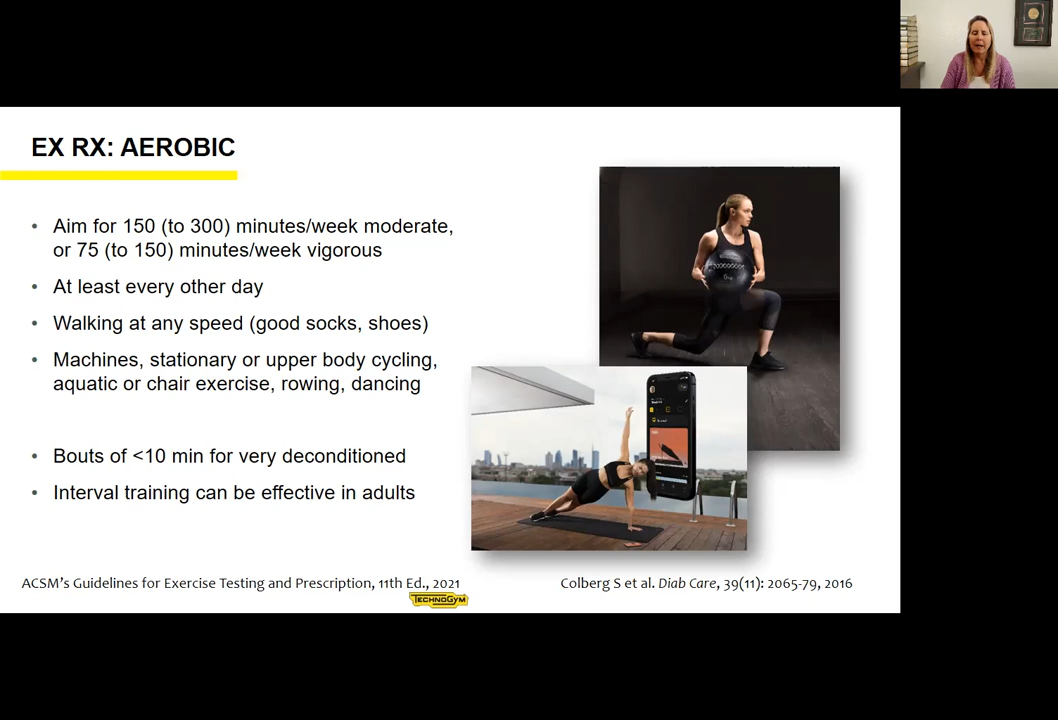 EX RX: AEROBIC
• Aim for 150 (to 300) minutes/week moderate,
or 75 (to 150) minutes/week vigorous
• At least every other day
• Walking at any speed (good socks, shoes)
• Machines, stationary or upper body cycling,
aquatic or chair exercise, rowing, dancing
• Bouts of <10 min for very deconditioned
• Interval training can be effective in adults
ACSM's Guidelines for Exercise Testing and Prescription, 11th Ed., 2021
TECHNOGYM
Colberg S et al. Diab Care, 39(11): 2065-79, 2016